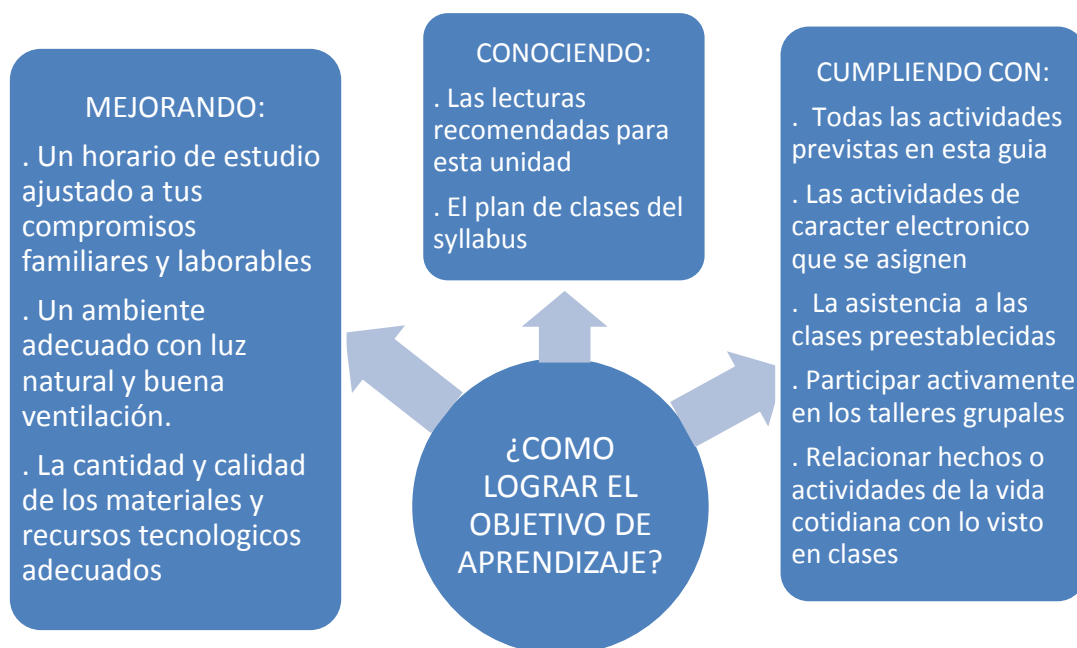 MEJORANDO:
. Un horario de estudio
ajustado a tus
compromisos
familiares y laborables
. Un ambiente
adecuado con luz
natural y buena
ventilación.
. La cantidad y calidad
de los materiales y
recursos tecnologicos
adecuados
CONOCIENDO:
. Las lecturas
recomendadas para
esta unidad
. El plan de clases del
syllabus
CUMPLIENDO CON:
. Todas las actividades
previstas en esta guia
. Las actividades de
caracter electronico
que se asignen
. La asistencia a las
clases preestablecidas
. Participar activamente
en los talleres grupales
. Relacionar hechos o
actividades de la vida
cotidiana con lo visto
en clases
¿COMO
LOGRAR EL
OBJETIVO DE
APRENDIZAJE?